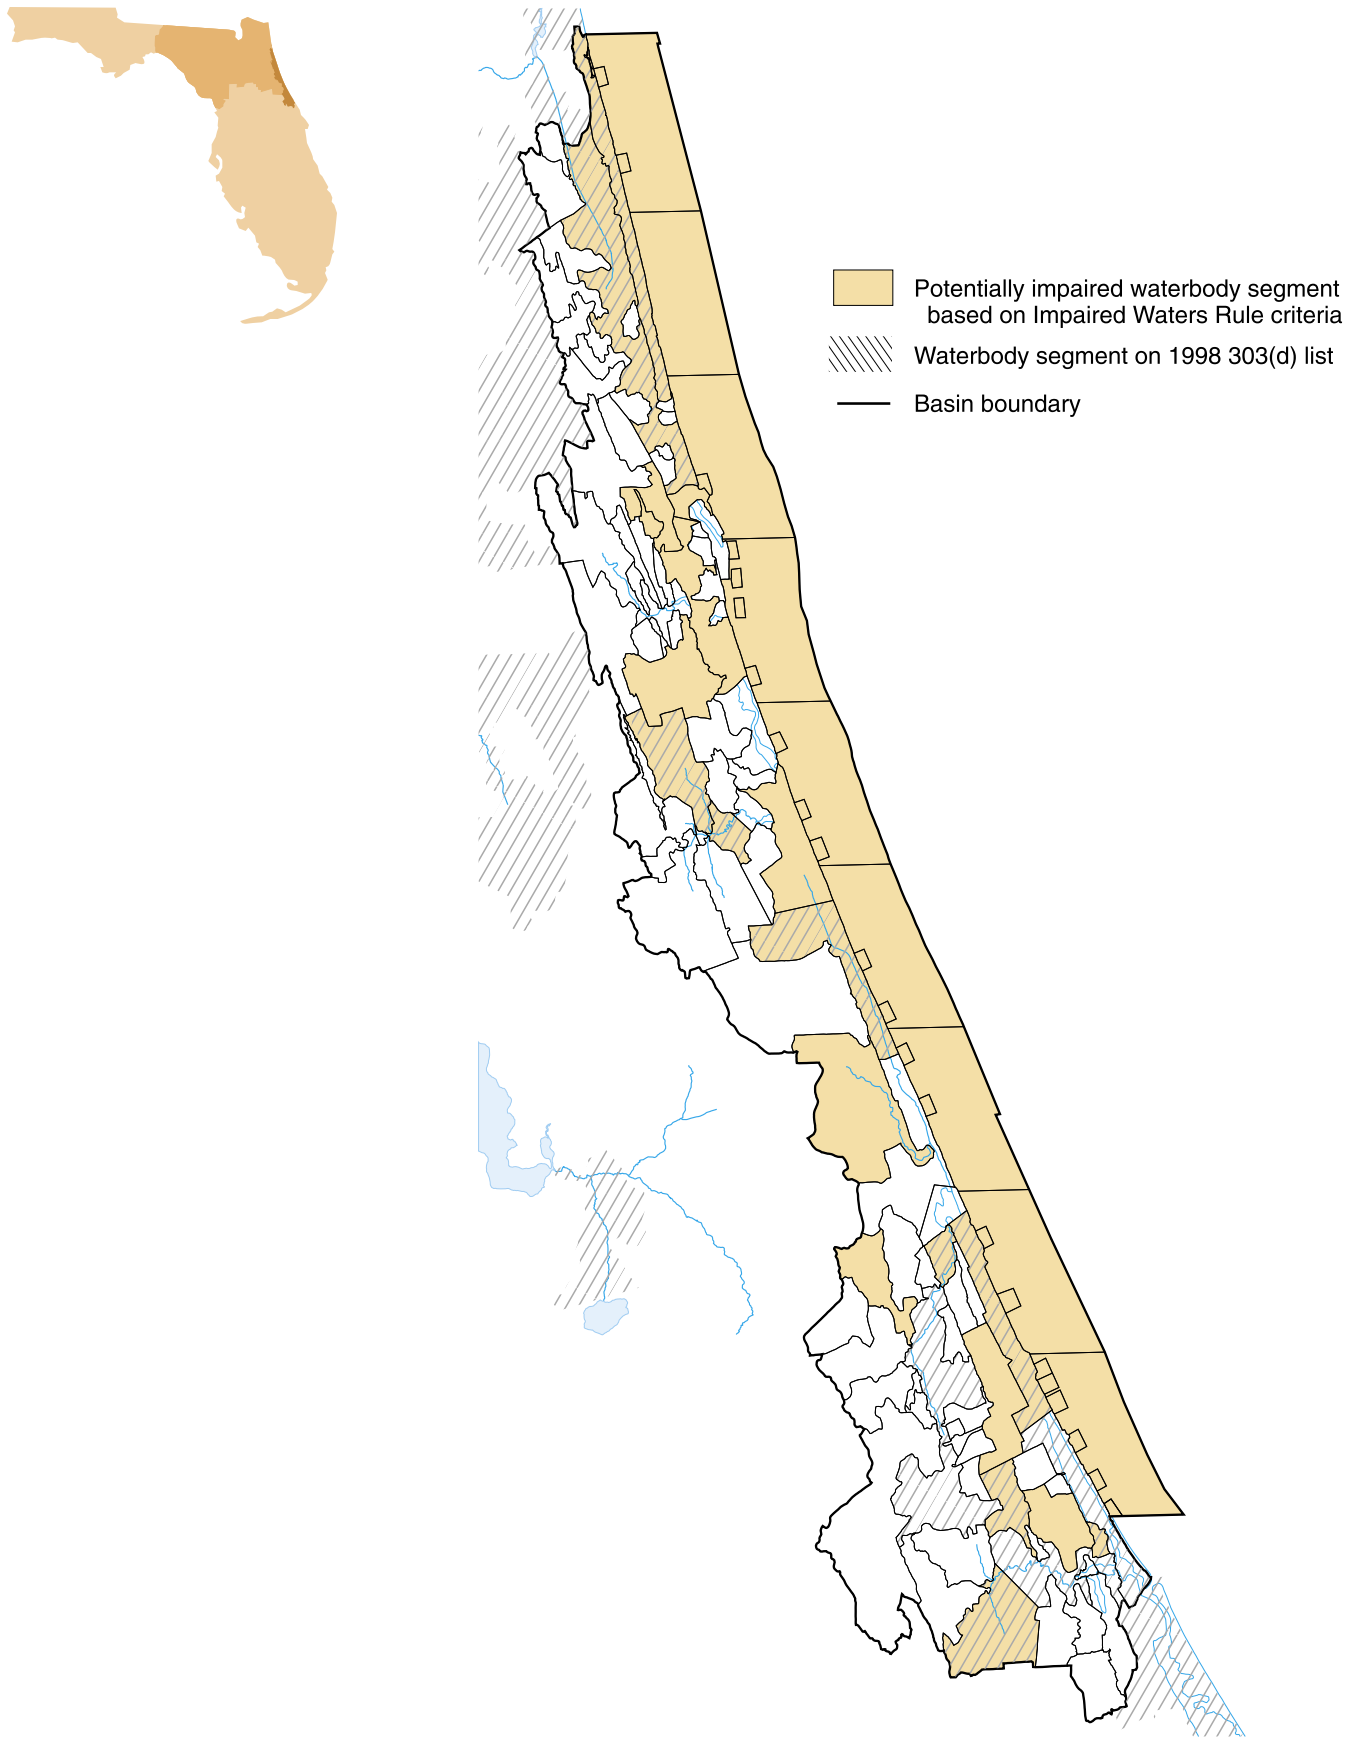 Potentially impaired waterbody segment
based on Impaired Waters Rule criteria
Waterbody segment on 1998 303(d) list
Basin boundary